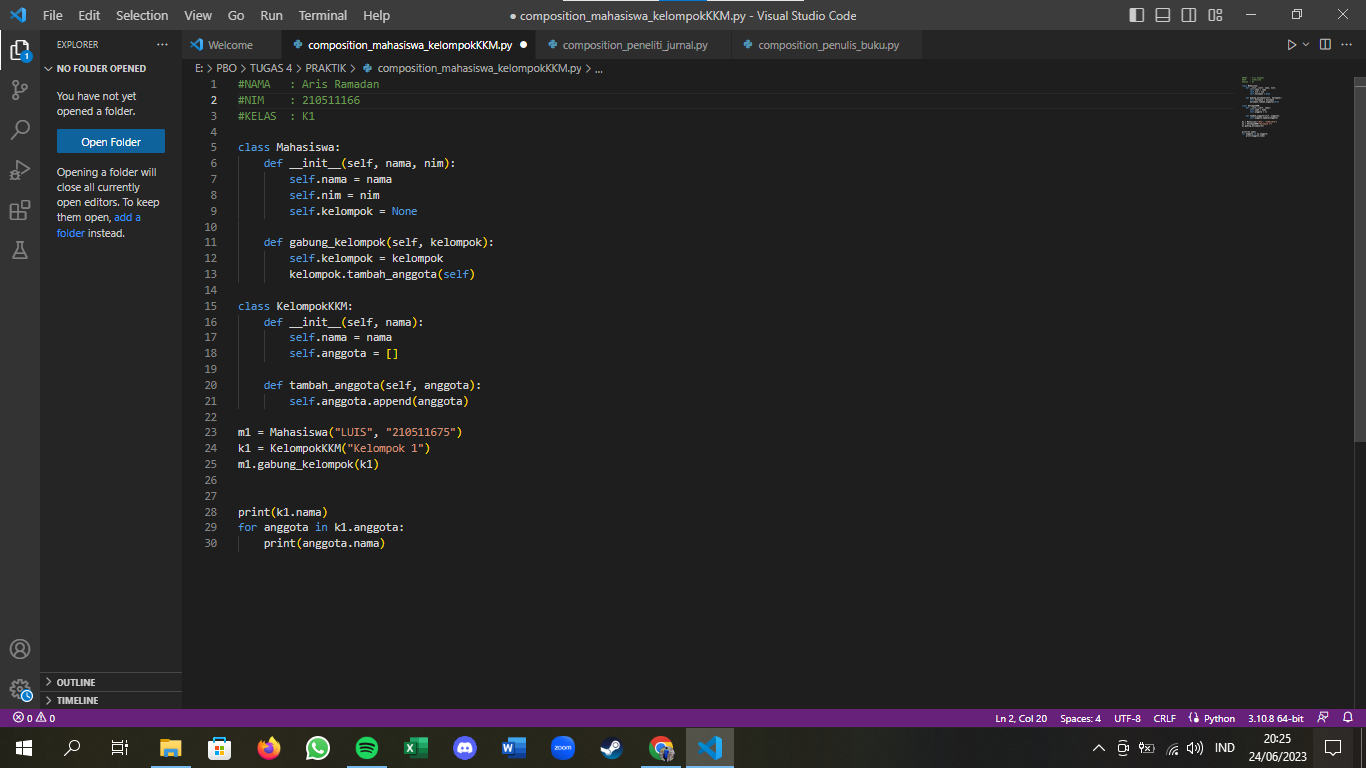 File Edit Selection View Go Run Terminal Help
● composition_mahasiswa_kelompokKKM.py - Visual Studio Code
EXPLORER ...
Welcome
composition_mahasiswa_kelompokKKM.py ●
composition_peneliti_jurnal.py
composition_penulis_buku.py
NO FOLDER OPENED
You have not yet
opened a folder.
Open Folder
Opening a folder will
close all currently
open editors. To keep
them open, add a
folder instead.
OUTLINE
TIMELINE
E: > PBO > TUGAS 4 > PRAKTIK > composition_mahasiswa_kelompokKKM.py > ...
1 #NAMA   : Aris Ramadan
2 #NIM    : 210511166
3 #KELAS  : K1
4
5 class Mahasiswa:
6     def __init__(self, nama, nim):
7         self.nama = nama
8         self.nim = nim
9         self.kelompok = None
10
11     def gabung_kelompok(self, kelompok):
12         self.kelompok = kelompok
13         kelompok.tambah_anggota(self)
14
15 class KelompokKKM:
16     def __init__(self, nama):
17         self.nama = nama
18         self.anggota = []
19
20     def tambah_anggota(self, anggota):
21         self.anggota.append(anggota)
22
23 m1 = Mahasiswa("LUIS", "210511675")
24 k1 = KelompokKKM("Kelompok 1")
25 m1.gabung_kelompok(k1)
26
27
28 print(k1.nama)
29 for anggota in k1.anggota:
30     print(anggota.nama)
0 0
Ln 2, Col 20 Spaces: 4 UTF-8 CRLF Python 3.10.8 64-bit
zoom
IND
20:25
24/06/2023